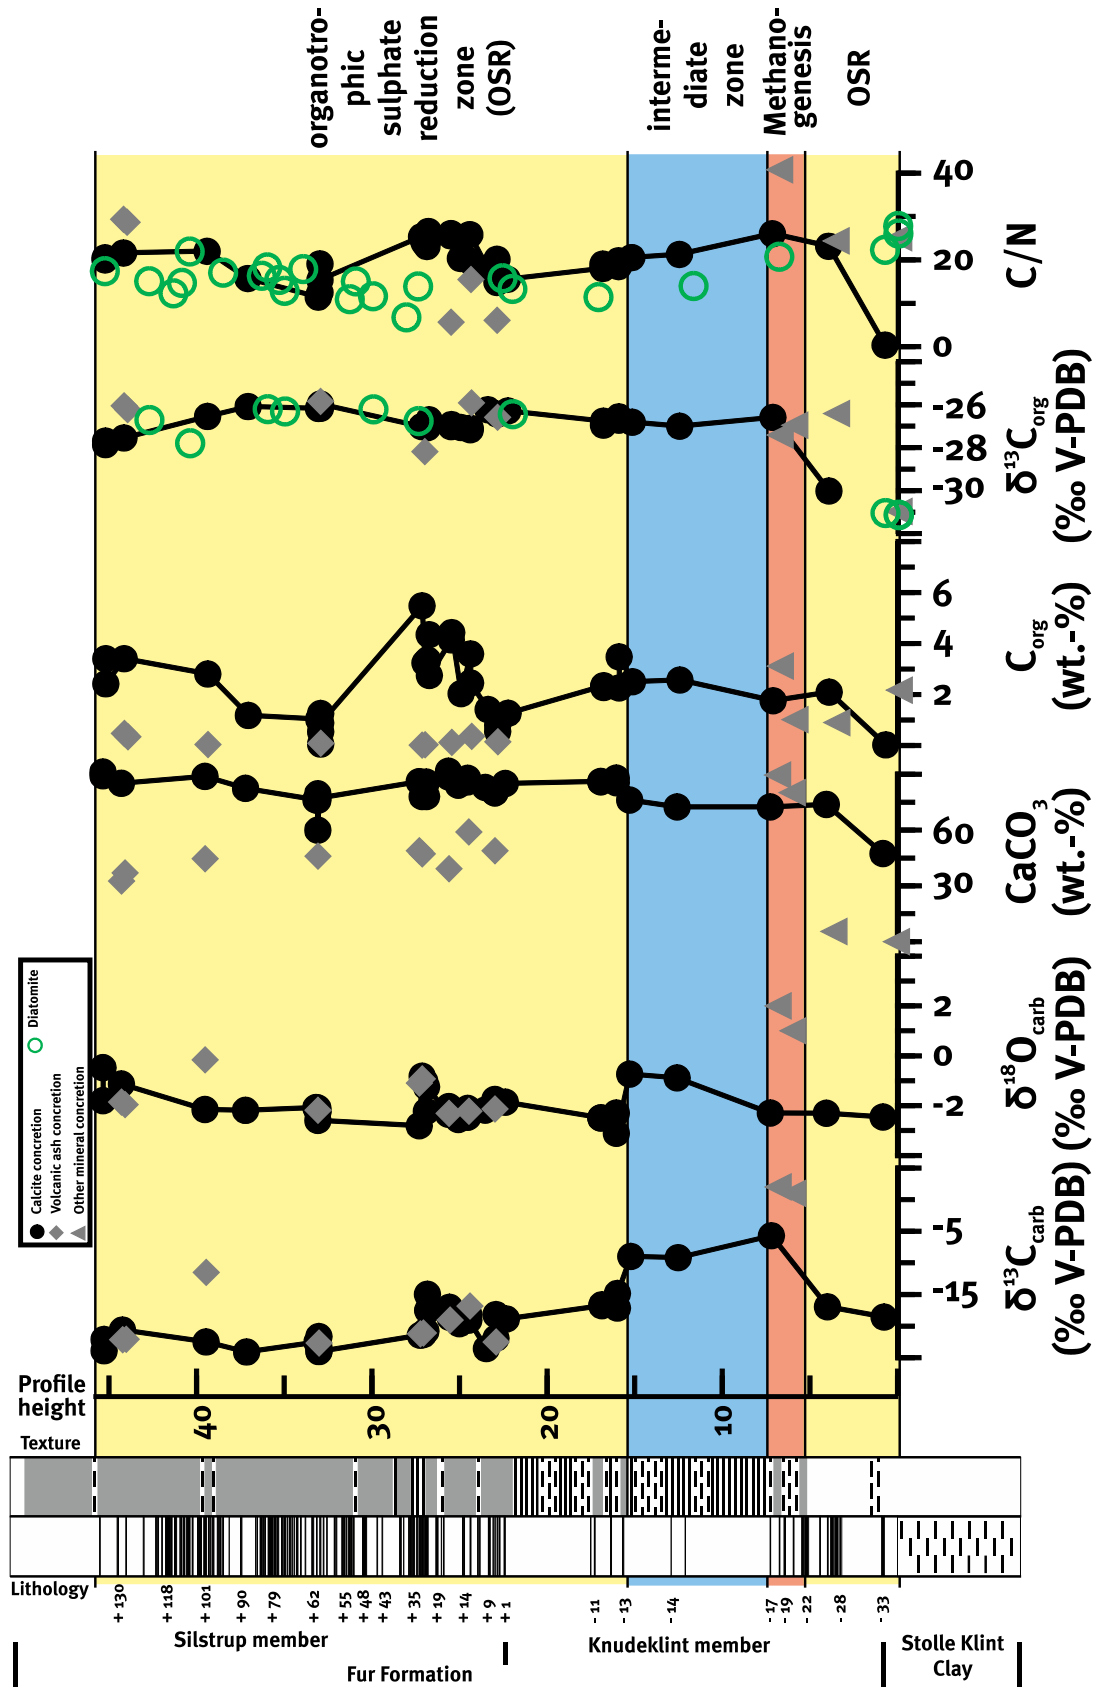 organotro-
phic
sulphate
reduction
zone
(OSR)
interme-
diate
zone
Methano-
genesis
OSR
40
20
0
C/N
-26
-28
-30
δ¹³C_org
(‰ V-PDB)
6
4
2
C_org
(wt.-%)
60
30
CaCO₃
(wt.-%)
2
0
-2
δ¹⁸O_carb
(‰ V-PDB)
-5
-15
δ¹³C_carb
(‰ V-PDB)
Calcite concretion
Volcanic ash concretion
Other mineral concretion
Diatomite
Profile
height
40
30
20
10
Texture
Lithology
+ 130
+ 118
+ 101
+ 90
+ 79
+ 62
+ 55
+ 48
+ 43
+ 35
+ 19
+ 14
+ 9
+ 1
- 11
- 13
- 14
- 17
- 19
- 22
- 28
- 33
Silstrup member
Knudeklint member
Stolle Klint
Clay
Fur Formation